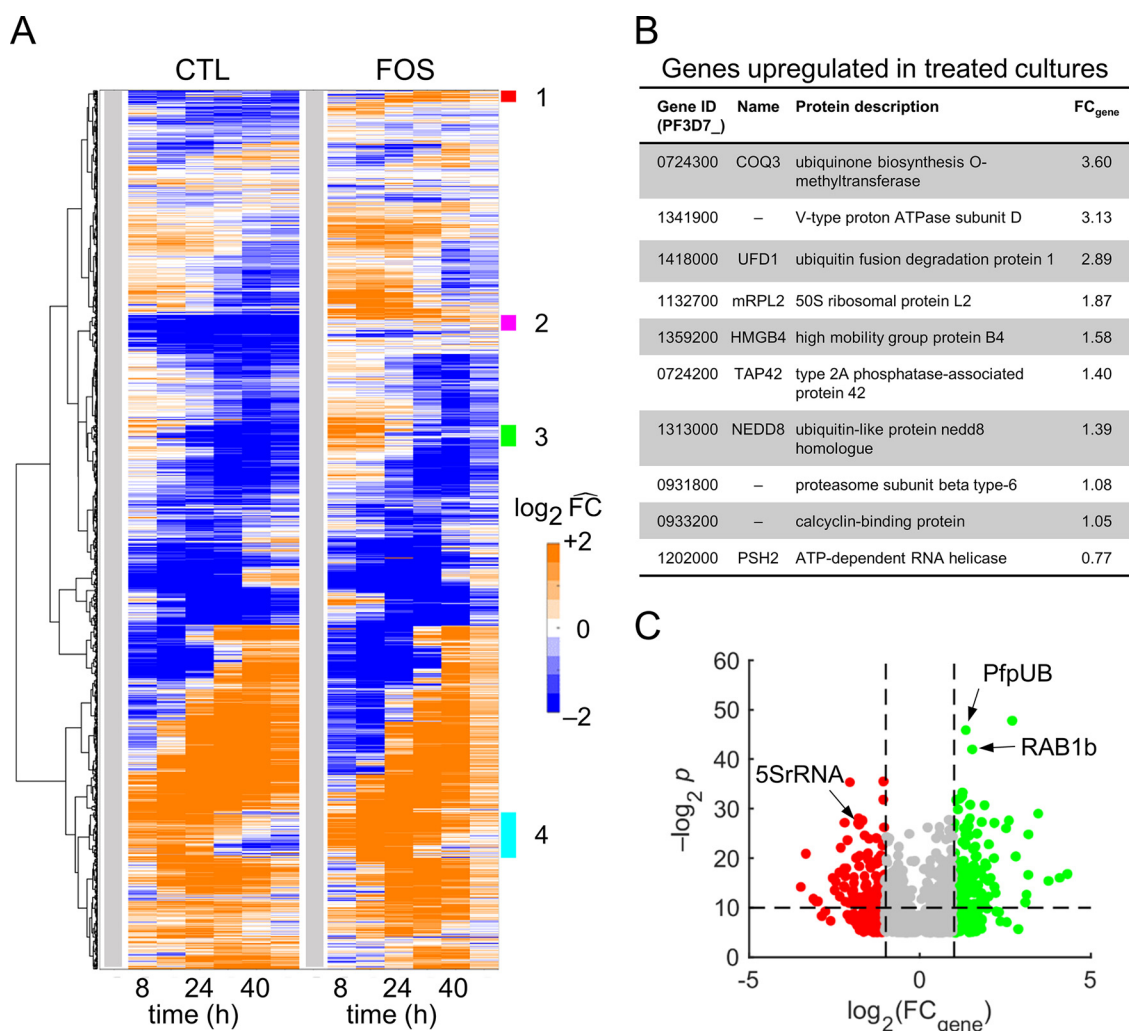 A
CTL FOS
1
2
3
4
log2 FC
+2
0
–2
8 24 40 8 24 40
time (h) time (h)
B
Genes upregulated in treated cultures
Gene ID Name Protein description FCgene
(PF3D7_)
0724300 COQ3 ubiquinone biosynthesis O- 3.60
methyltransferase
1341900 – V-type proton ATPase subunit D 3.13
1418000 UFD1 ubiquitin fusion degradation protein 1 2.89
1132700 mRPL2 50S ribosomal protein L2 1.87
1359200 HMGB4 high mobility group protein B4 1.58
0724200 TAP42 type 2A phosphatase-associated 1.40
protein 42
1313000 NEDD8 ubiquitin-like protein nedd8 1.39
homologue
0931800 – proteasome subunit beta type-6 1.08
0933200 – calcyclin-binding protein 1.05
1202000 PSH2 ATP-dependent RNA helicase 0.77
C
60
50
40
30
20
10
0
–log2 p
PfpUB
RAB1b
5SrRNA
-5 0 5
log2(FCgene)